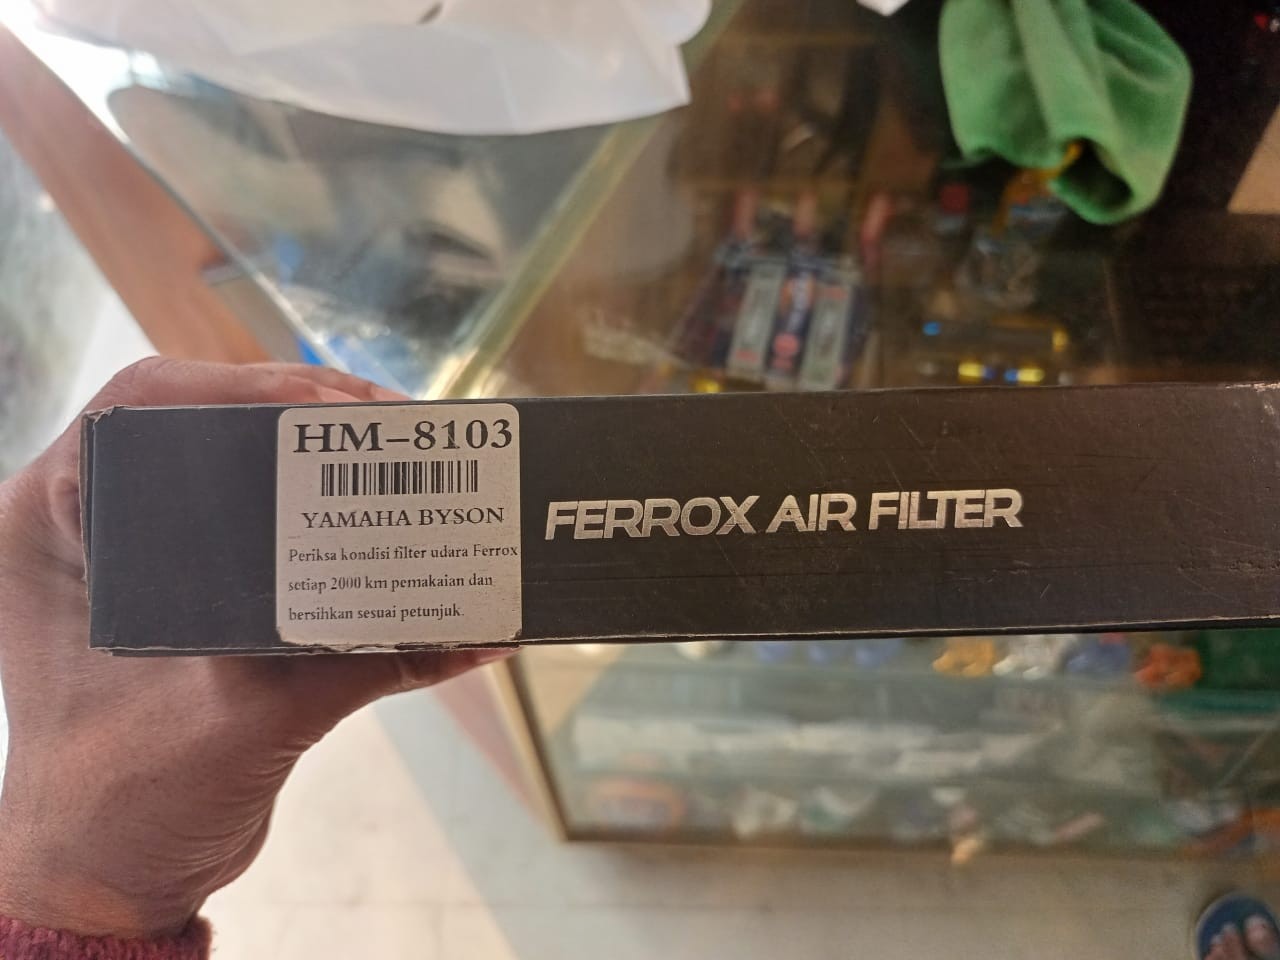 HM-8103
YAMAHA BYSON
Periksa kondisi filter udara Ferrox
setiap 2000 km pemakaian dan
bersihkan sesuai petunjuk.
FERROX AIR FILTER